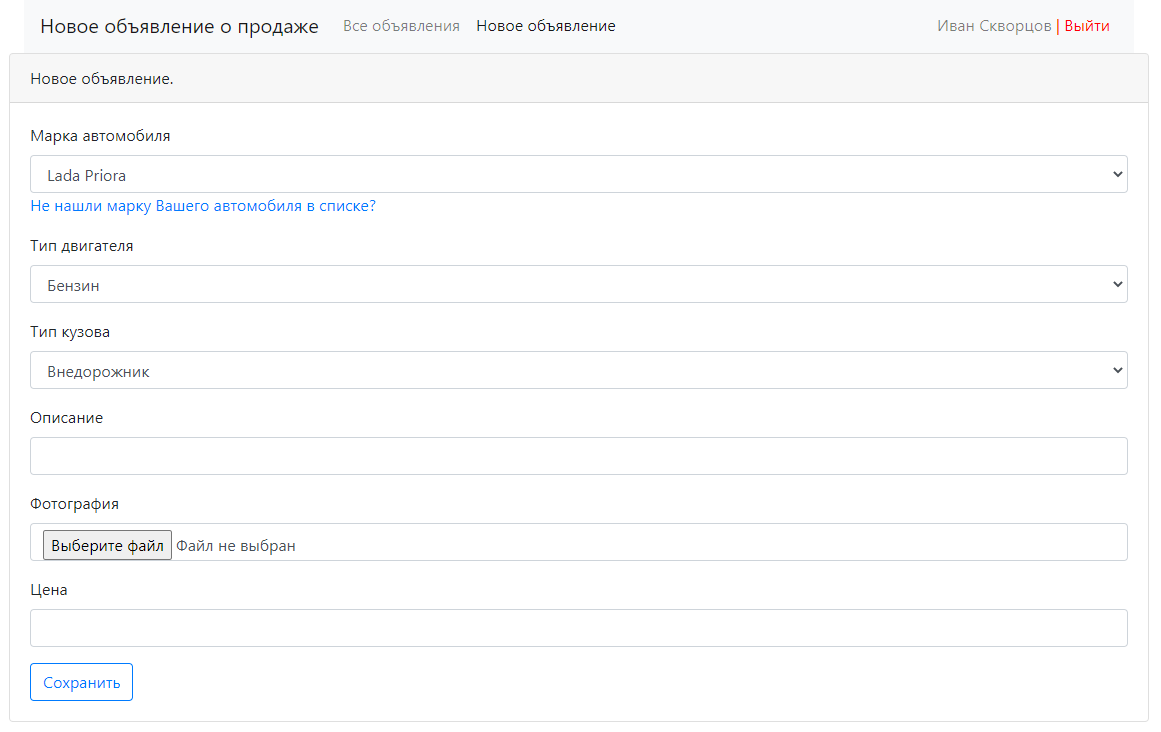 Новое объявление о продаже Все объявления Новое объявление Иван Скворцов | Выйти
Новое объявление.
Марка автомобиля
Lada Priora
Не нашли марку Вашего автомобиля в списке?
Тип двигателя
Бензин
Тип кузова
Внедорожник
Описание
Фотография
Выберите файл Файл не выбран
Цена
Сохранить